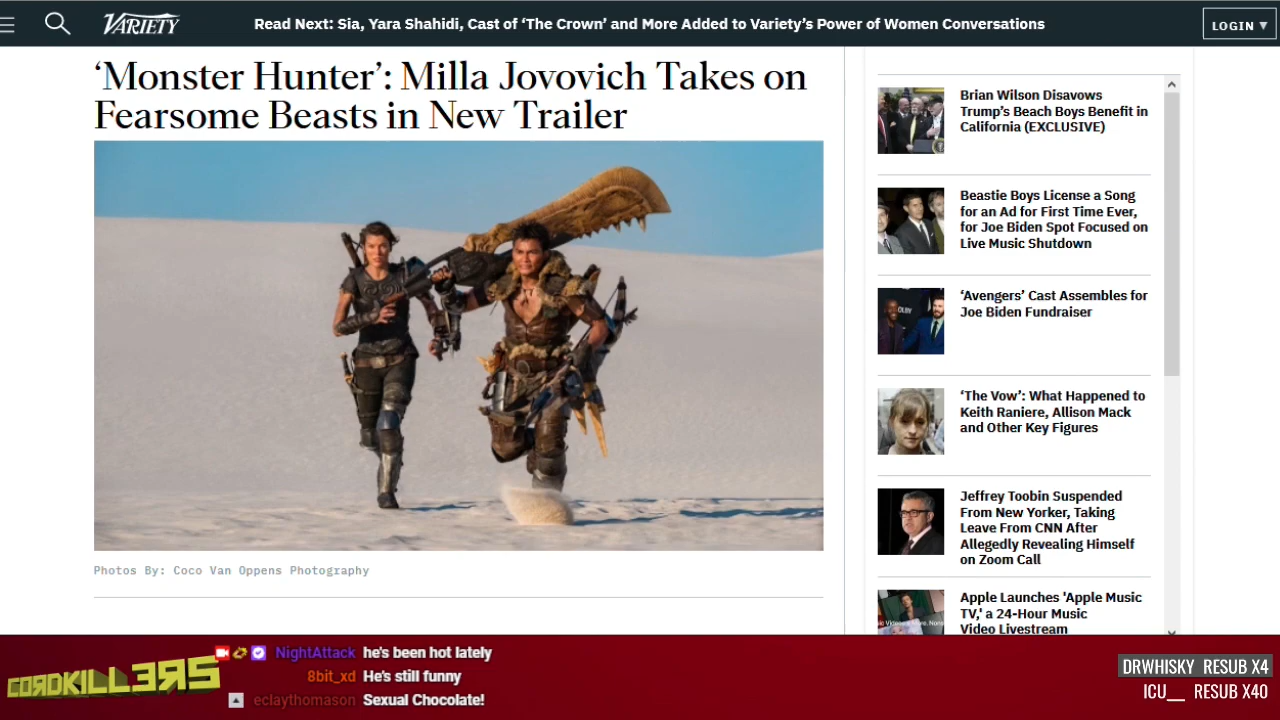 VARIETY
Read Next: Sia, Yara Shahidi, Cast of ‘The Crown’ and More Added to Variety’s Power of Women Conversations
LOGIN ▼
‘Monster Hunter’: Milla Jovovich Takes on
Fearsome Beasts in New Trailer
Photos By: Coco Van Oppens Photography
Brian Wilson Disavows
Trump’s Beach Boys Benefit in
California (EXCLUSIVE)
Beastie Boys License a Song
for an Ad for First Time Ever,
for Joe Biden Spot Focused on
Live Music Shutdown
‘Avengers’ Cast Assembles for
Joe Biden Fundraiser
‘The Vow’: What Happened to
Keith Raniere, Allison Mack
and Other Key Figures
Jeffrey Toobin Suspended
From New Yorker, Taking
Leave From CNN After
Allegedly Revealing Himself
on Zoom Call
Apple Launches 'Apple Music
TV,' a 24-Hour Music
Video Livestream
CORDKILLERS
NightAttack he's been hot lately
8bit_xd He's still funny
eclaythomason Sexual Chocolate!
DRWHISKY RESUB X4
ICU__ RESUB X40